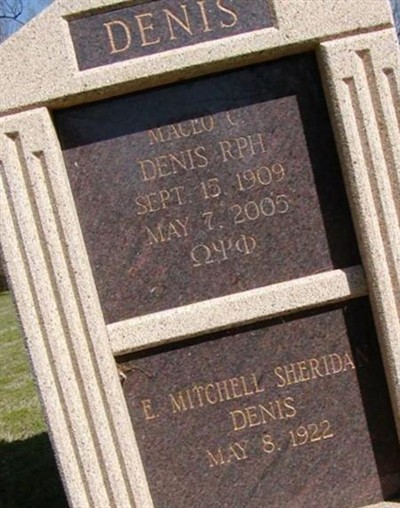 DENIS
MACEO C.
DENIS RPH
SEPT. 15, 1909
MAY 7, 2005
ΩΨΦ
E. MITCHELL SHERIDAN
DENIS
MAY 8, 1922